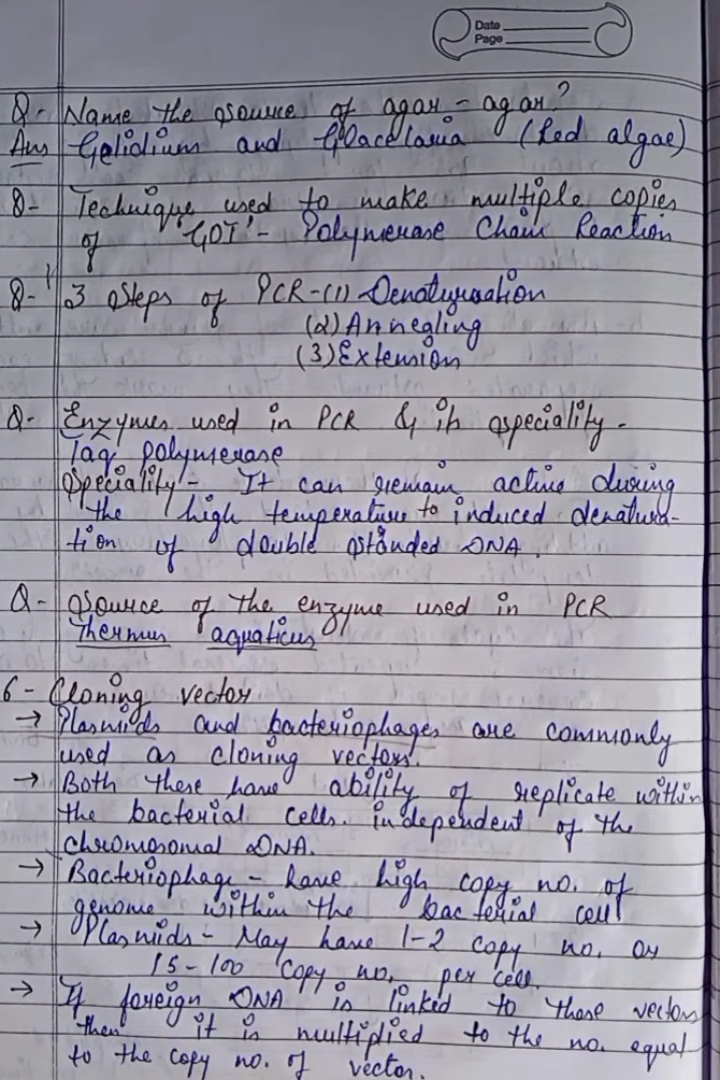 Date
Page
Q- Name the source of agar-agar?
Ans Gelidium and Glacelaria (Red algae)
Q- Technique used to make multiple copies
of 'GOI'- Polymerase Chain Reaction
Q- 3 Steps of PCR-(1) Denaturation
(2) Annegling
(3) Extension
Q- Enzymes used in PCR & its speciality-
Taq polymerase
Speciality- It can remain active during
the high temperature to induced denatura-
tion of double standed DNA.
Q- Source of the enzyme used in PCR
Thermus aquaticus
6- Cloning vector
→ Plasmids and bacteriophages are commonly
used as cloning vectors.
→ Both these have ability of replicate within
the bacterial cells. independent of the
chromosomal DNA.
→ Bacteriophage - have high copy no. of
genome within the bacterial cell
→ Plasmids - May have 1-2 copy no. or
15-100 copy no. per cell.
→ If foreign DNA is linked to these vectors
then it is multiplied to the no. equal
to the copy no. of vector.